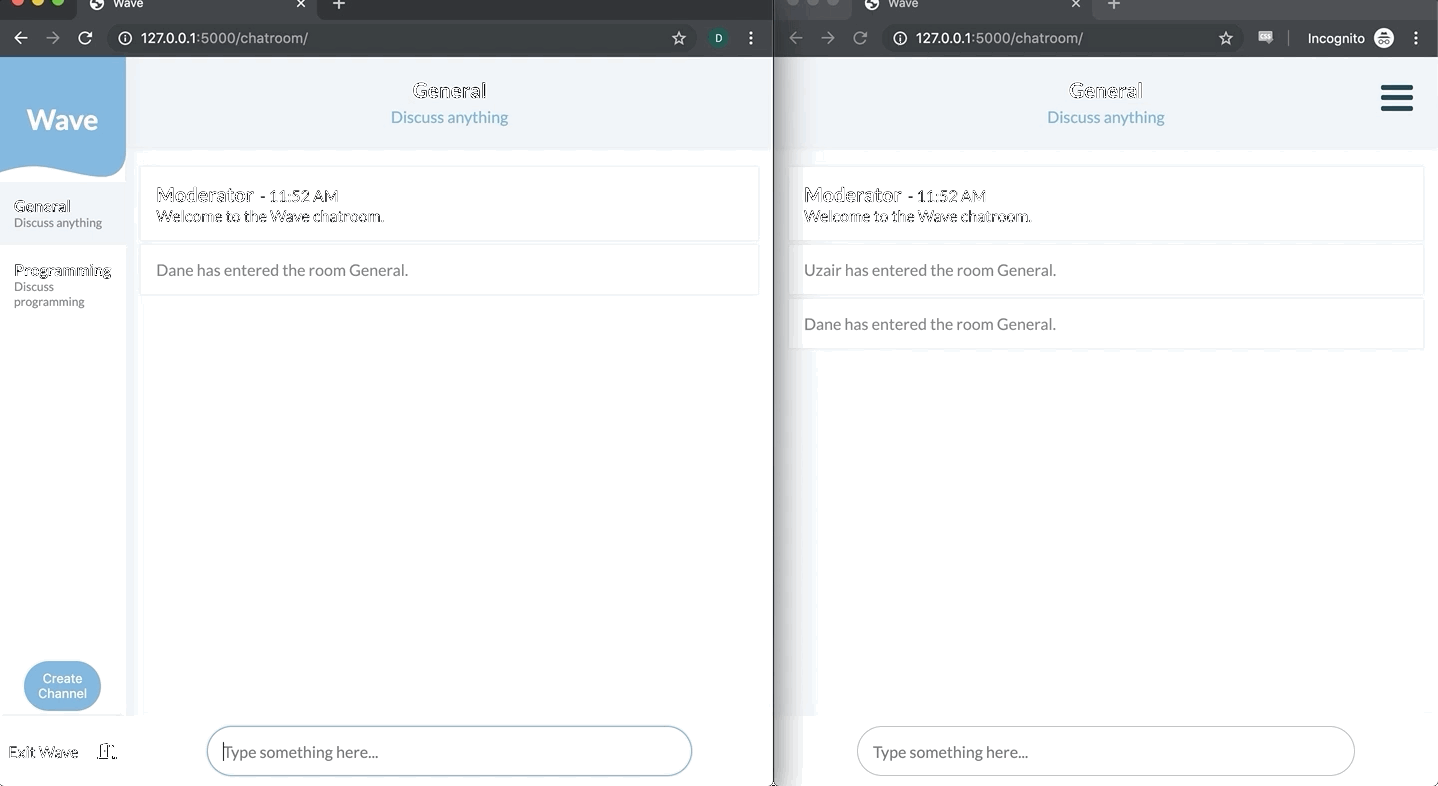 Wave
127.0.0.1:5000/chatroom/
D
Wave
General
Discuss anything
General
Discuss anything
Programming
Discuss
programming
Create
Channel
Exit Wave
Moderator - 11:52 AM
Welcome to the Wave chatroom.
Dane has entered the room General.
Type something here...
Wave
127.0.0.1:5000/chatroom/
CSS
Incognito
General
Discuss anything
Moderator - 11:52 AM
Welcome to the Wave chatroom.
Uzair has entered the room General.
Dane has entered the room General.
Type something here...